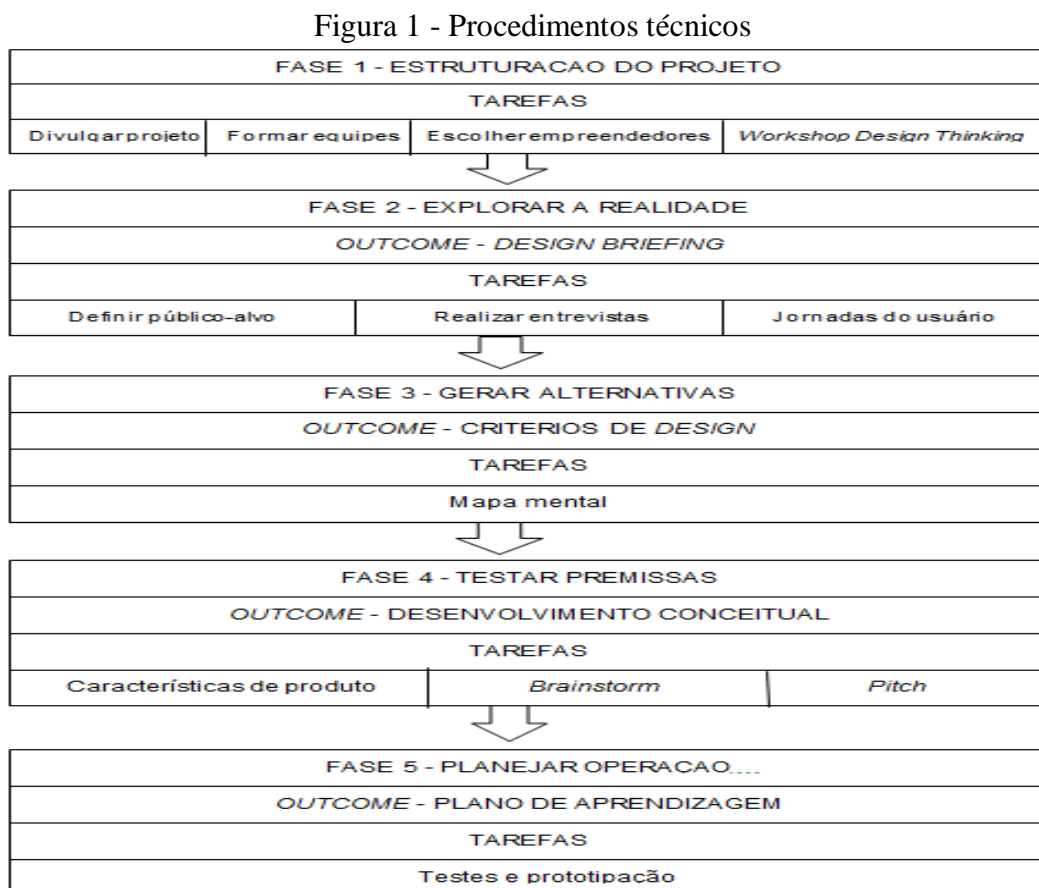 Figura 1 - Procedimentos técnicos
FASE 1 - ESTRUTURACAO DO PROJETO
TAREFAS
Divulgar projeto Formar equipes Escolher empreendedores Workshop Design Thinking
FASE 2 - EXPLORAR A REALIDADE
OUTCOME - DESIGN BRIEFING
TAREFAS
Definir público-alvo Realizar entrevistas Jornadas do usuário
FASE 3 - GERAR ALTERNATIVAS
OUTCOME - CRITERIOS DE DESIGN
TAREFAS
Mapa mental
FASE 4 - TESTAR PREMISSAS
OUTCOME - DESENVOLVIMENTO CONCEITUAL
TAREFAS
Características de produto Brainstorm Pitch
FASE 5 - PLANEJAR OPERAÇAO
OUTCOME - PLANO DE APRENDIZAGEM
TAREFAS
Testes e prototipação